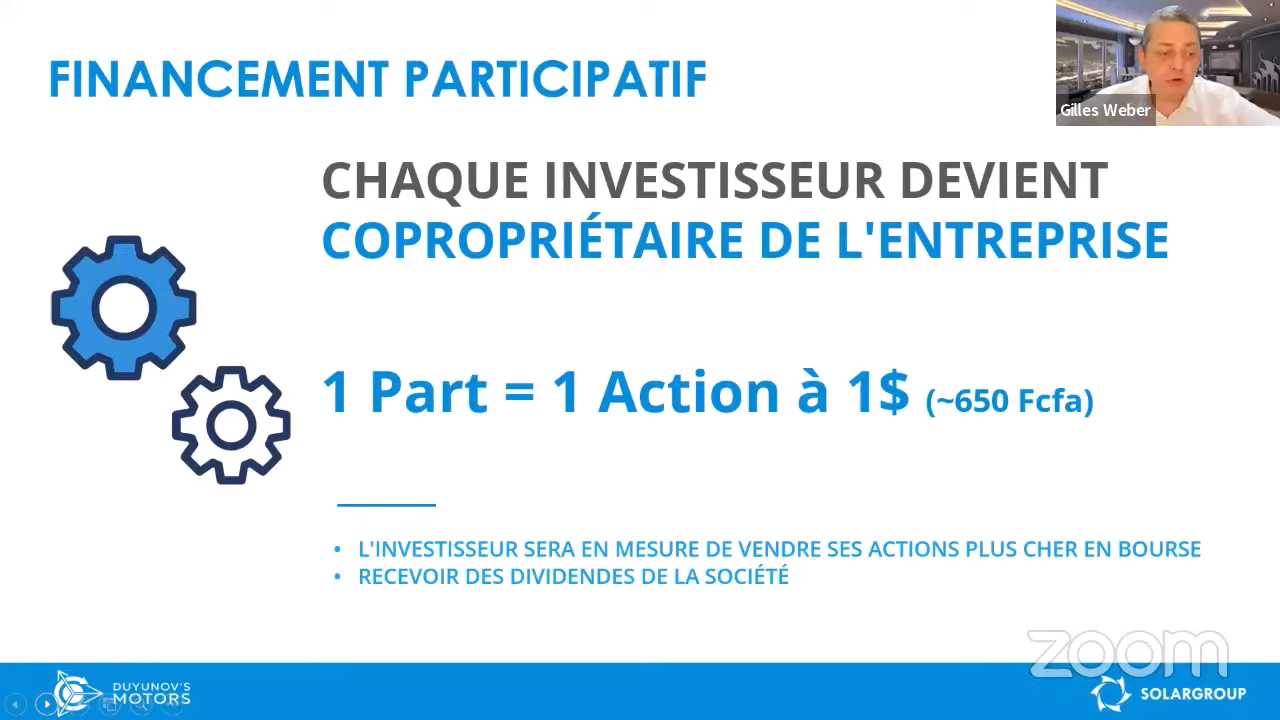 FINANCEMENT PARTICIPATIF
Gilles Weber
CHAQUE INVESTISSEUR DEVIENT
COPROPRIÉTAIRE DE L'ENTREPRISE
1 Part = 1 Action à 1$ (~650 Fcfa)
• L'INVESTISSEUR SERA EN MESURE DE VENDRE SES ACTIONS PLUS CHER EN BOURSE
• RECEVOIR DES DIVIDENDES DE LA SOCIÉTÉ
zoom
DUYUNOV'S
MOTORS
SOLARGROUP